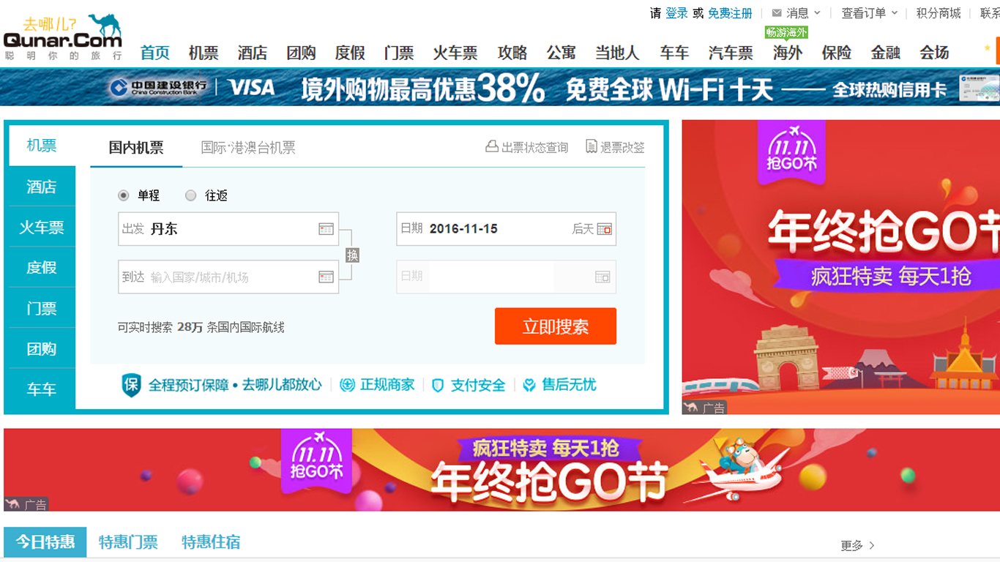 请 登录 或 免费注册 消息 查看订单 积分商城 联系
去哪儿?
Qunar.Com
聪明你的旅行
畅游海外
首页 机票 酒店 团购 度假 门票 火车票 攻略 公寓 当地人 车车 汽车票 海外 保险 金融 会场
中国建设银行
China Construction Bank
VISA 境外购物最高优惠38% 免费全球 Wi-Fi 十天 —— 全球热购信用卡
机票
酒店
火车票
度假
门票
团购
车车
国内机票 国际·港澳台机票 出票状态查询 退票改签
单程 往返
出发 丹东 日期 2016-11-15 后天
换
到达 输入国家/城市/机场 日期
可实时搜索 28万 条国内国际航线 立即搜索
保 全程预订保障·去哪儿都放心 正规商家 支付安全 售后无忧
11.11
抢GO节
年终抢GO节
疯狂特卖 每天1抢
广告
11.11
抢GO节
疯狂特卖 每天1抢
年终抢GO节
广告
今日特惠 特惠门票 特惠住宿 更多